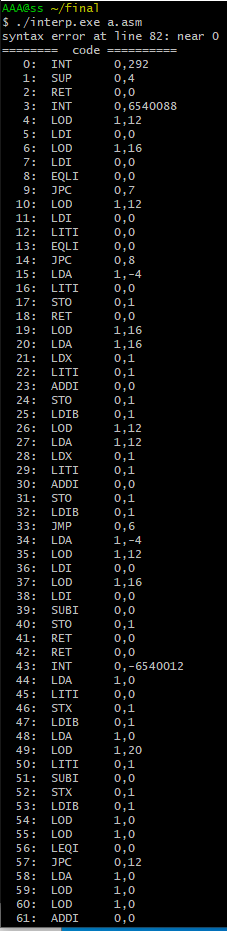 AAA@ss ~/final
$ ./interp.exe a.asm
syntax error at line 82: near 0
======== code ===========
0: INT 0,292
1: SUP 0,4
2: RET 0,0
3: INT 0,6540088
4: LOD 1,12
5: LDI 0,0
6: LOD 1,16
7: LDI 0,0
8: EQLI 0,0
9: JPC 0,7
10: LOD 1,12
11: LDI 0,0
12: LITI 0,0
13: EQLI 0,0
14: JPC 0,8
15: LDA 1,-4
16: LITI 0,0
17: STO 0,1
18: RET 0,0
19: LOD 1,16
20: LDA 1,16
21: LDX 0,1
22: LITI 0,1
23: ADDI 0,0
24: STO 0,1
25: LDIB 0,1
26: LOD 1,12
27: LDA 1,12
28: LDX 0,1
29: LITI 0,1
30: ADDI 0,0
31: STO 0,1
32: LDIB 0,1
33: JMP 0,6
34: LDA 1,-4
35: LOD 1,12
36: LDI 0,0
37: LOD 1,16
38: LDI 0,0
39: SUBI 0,0
40: STO 0,1
41: RET 0,0
42: RET 0,0
43: INT 0,-6540012
44: LDA 1,0
45: LITI 0,0
46: STX 0,1
47: LDIB 0,1
48: LDA 1,0
49: LOD 1,20
50: LITI 0,1
51: SUBI 0,0
52: STX 0,1
53: LDIB 0,1
54: LOD 1,0
55: LOD 1,0
56: LEQI 0,0
57: JPC 0,12
58: LDA 1,0
59: LOD 1,0
60: LOD 1,0
61: ADDI 0,0